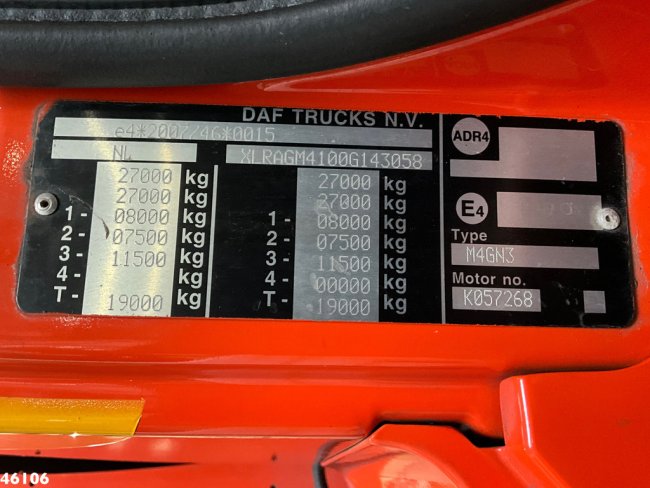 DAF TRUCKS N.V.
e4*2007/46*0015
NL XLRAGM4100G143058
27000 kg 27000 kg
27000 kg 27000 kg
1- 08000 kg 1- 08000 kg
2- 07500 kg 2- 07500 kg
3- 11500 kg 3- 11500 kg
4- kg 4- 00000 kg
T- 19000 kg T- 19000 kg
ADR4
E4
Type
M4GN3
Motor no.
K057268
46106